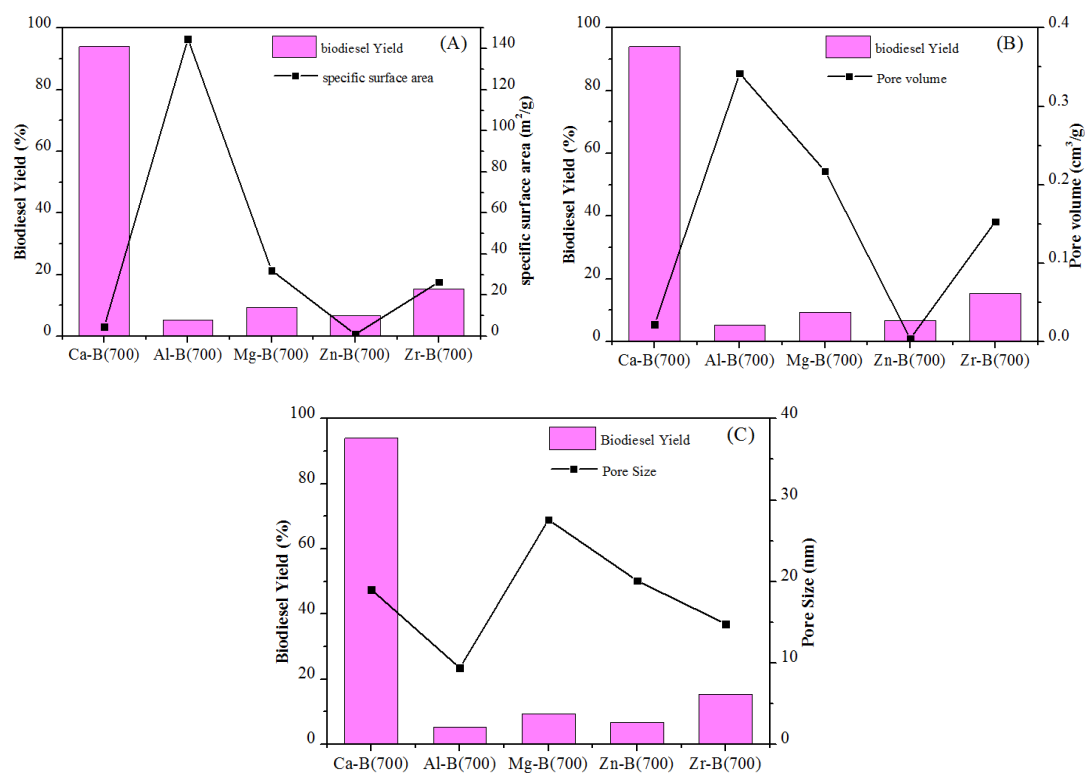 (A)
biodiesel Yield
specific surface area
Biodiesel Yield (%)
100
80
60
40
20
0
specific surface area (m²/g)
140
120
100
80
60
40
20
0
Ca-B(700) Al-B(700) Mg-B(700) Zn-B(700) Zr-B(700)
(B)
biodiesel Yield
Pore volume
Biodiesel Yield (%)
100
80
60
40
20
0
Pore volume (cm³/g)
0.4
0.3
0.2
0.1
0.0
Ca-B(700) Al-B(700) Mg-B(700) Zn-B(700) Zr-B(700)
(C)
Biodiesel Yield
Pore Size
Biodiesel Yield (%)
100
80
60
40
20
0
Pore Size (nm)
40
30
20
10
0
Ca-B(700) Al-B(700) Mg-B(700) Zn-B(700) Zr-B(700)